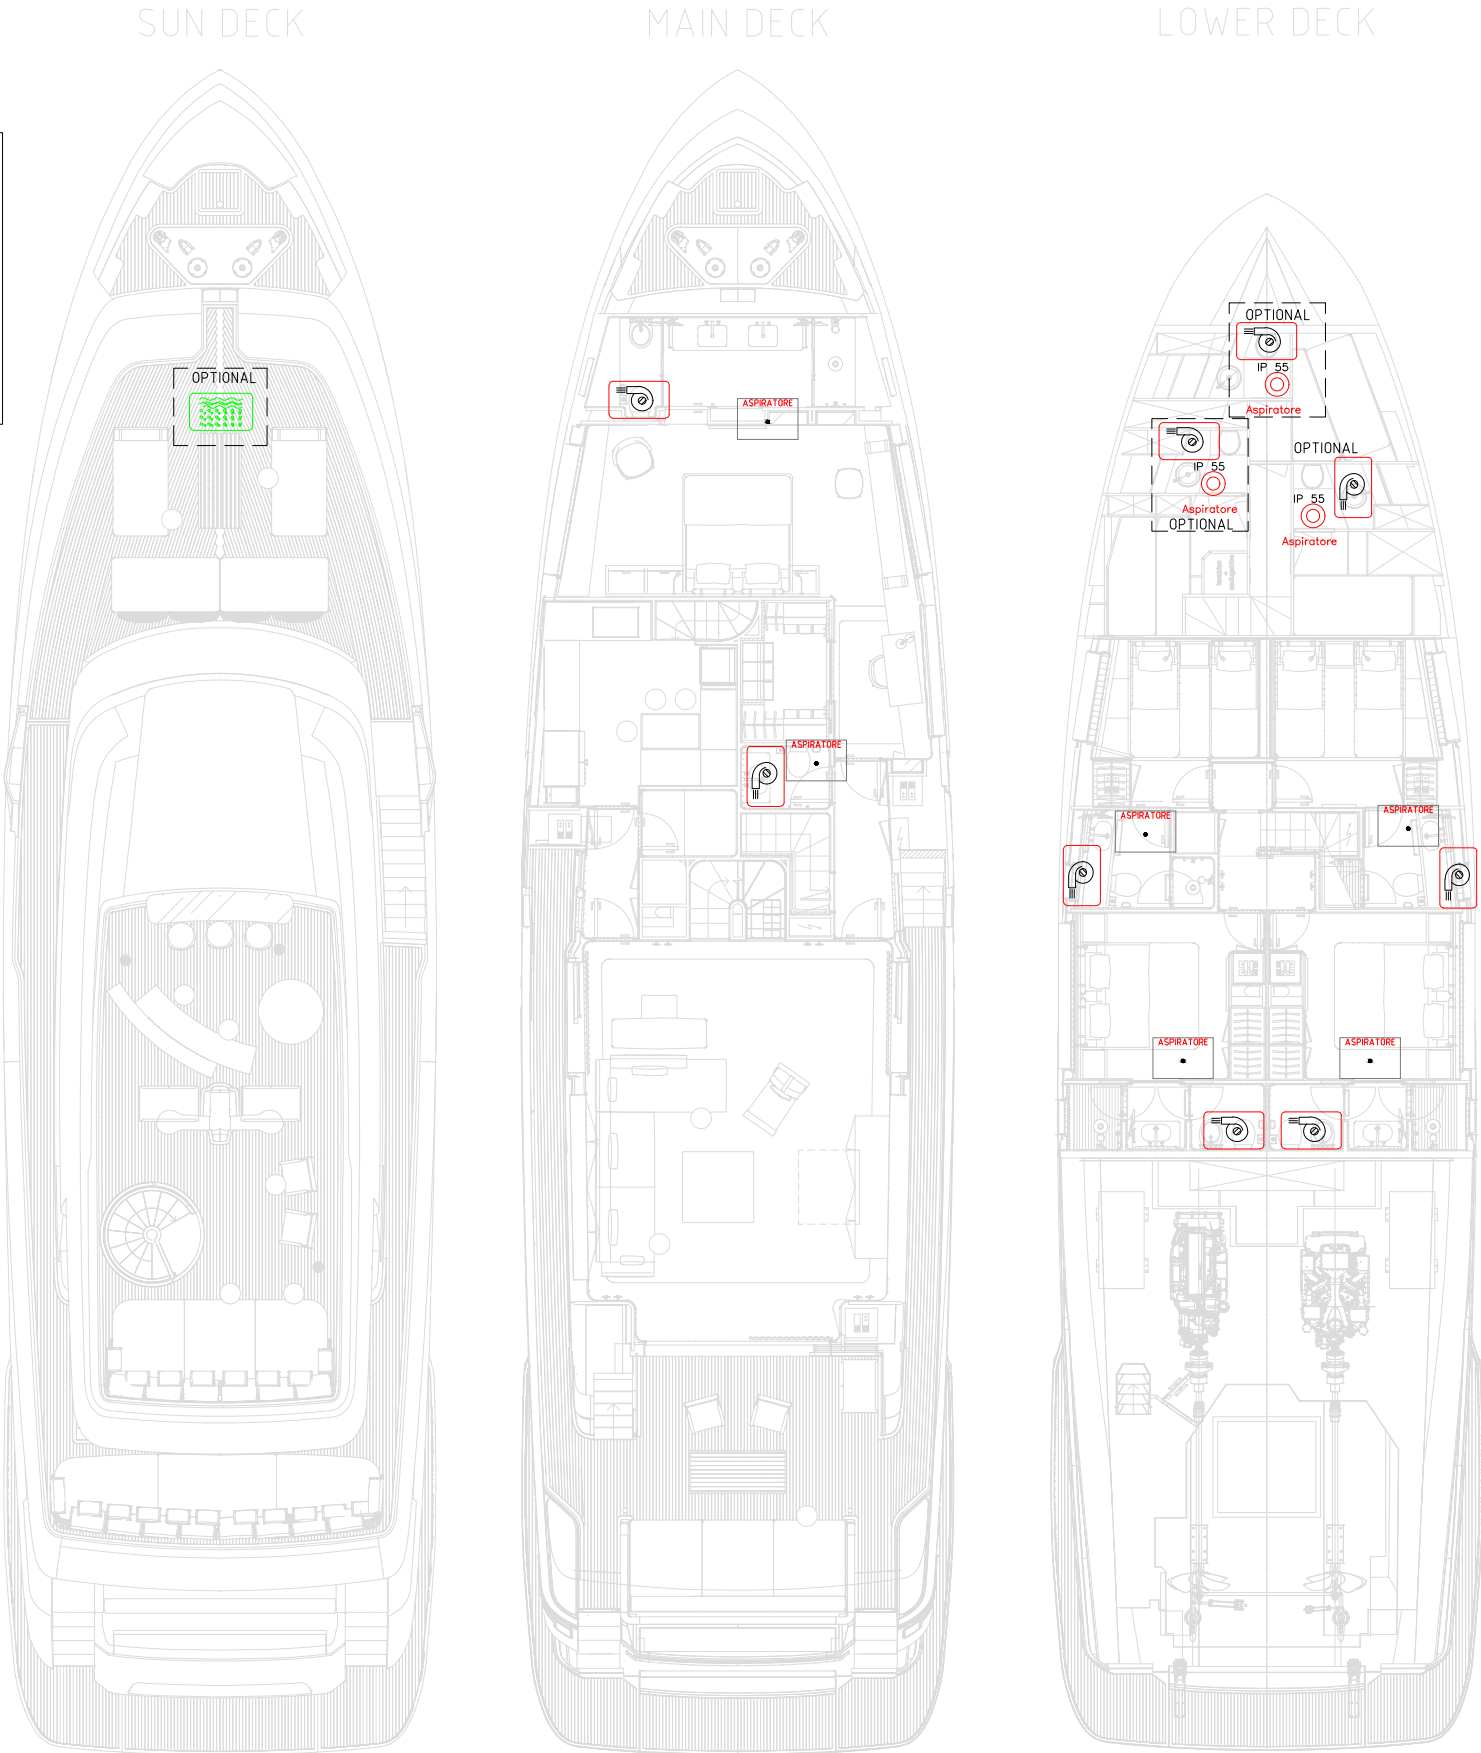 SUN DECK
MAIN DECK
LOWER DECK
OPTIONAL
IP 55
Aspiratore
OPTIONAL
ASPIRATORE
OPTIONAL
IP 55
IP 55
Aspiratore
OPTIONAL
Aspiratore
ASPIRATORE
ASPIRATORE
ASPIRATORE
ASPIRATORE
ASPIRATORE